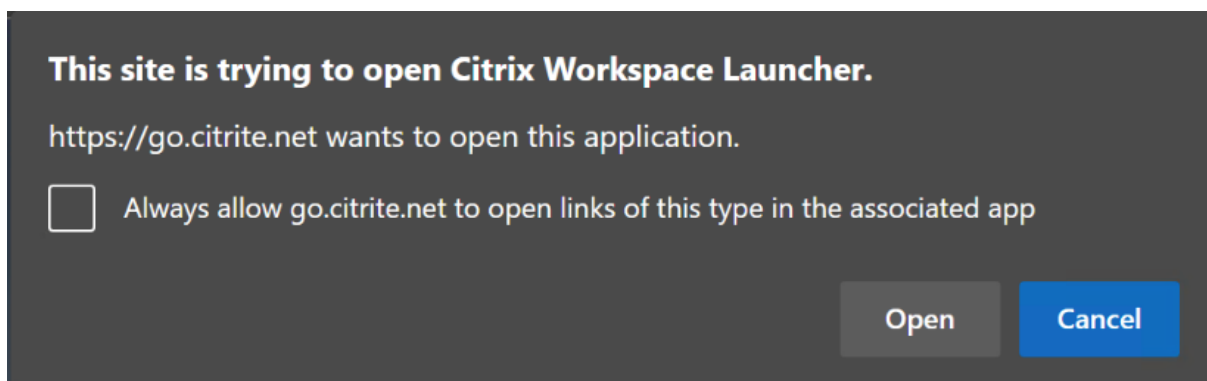 This site is trying to open Citrix Workspace Launcher.
https://go.citrite.net wants to open this application.
Always allow go.citrite.net to open links of this type in the associated app
Open Cancel